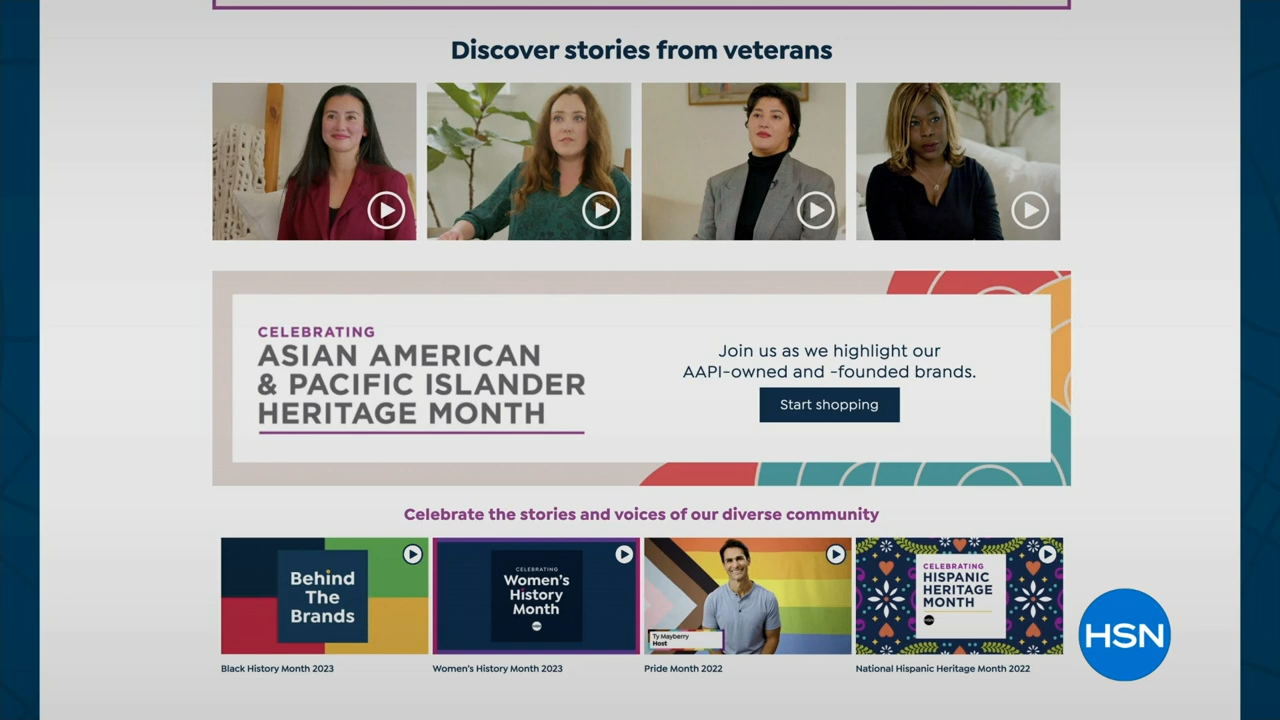 Discover stories from veterans
CELEBRATING
ASIAN AMERICAN
& PACIFIC ISLANDER
HERITAGE MONTH
Join us as we highlight our
AAPI-owned and -founded brands.
Start shopping
Celebrate the stories and voices of our diverse community
Behind
The
Brands
CELEBRATING
Women's
History
Month
Ty Mayberry
Host
CELEBRATING
HISPANIC
HERITAGE
MONTH
Black History Month 2023
Women's History Month 2023
Pride Month 2022
National Hispanic Heritage Month 2022
HSN